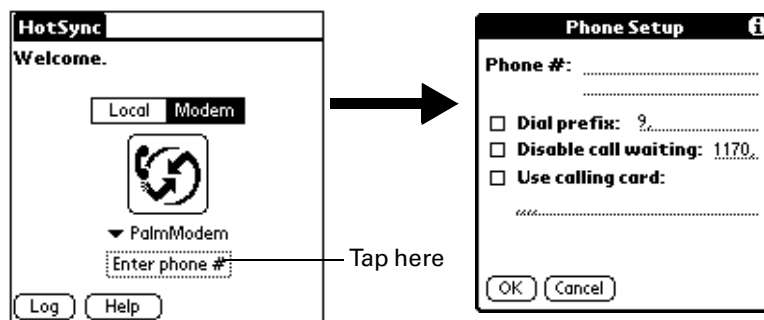 HotSync
Welcome.
Local Modem
PalmModem
Enter phone #
Tap here
Log Help
Phone Setup i
Phone #:
Dial prefix: 9,
Disable call waiting: 1170,
Use calling card:
,,,,
OK Cancel